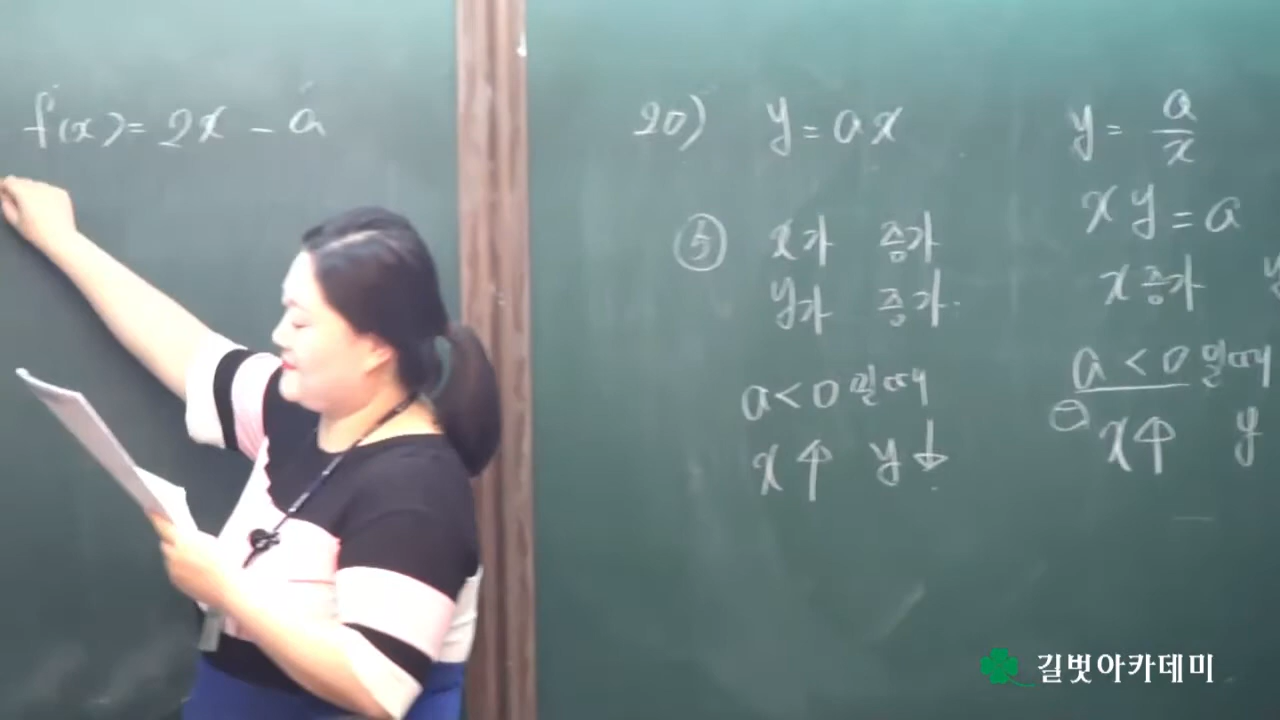 f(x)=2x-a
20) y=ax
⑤ x가 증가
y가 증가
a<0일때
x↑ y↓
y=a/x
xy=a
x증가 y
a<0일때
⊖ x↑ y
길벗아카데미